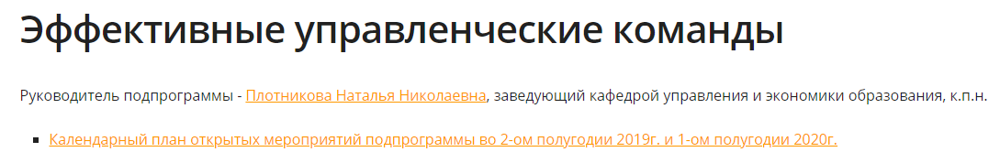 Эффективные управленческие команды
Руководитель подпрограммы - Плотникова Наталья Николаевна, заведующий кафедрой управления и экономики образования, к.п.н.
Календарный план открытых мероприятий подпрограммы во 2-ом полугодии 2019г. и 1-ом полугодии 2020г.